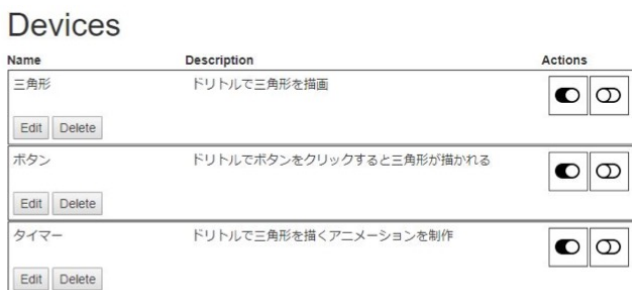 Devices
Name Description Actions
三角形 ドリトルで三角形を描画
Edit Delete
ボタン ドリトルでボタンをクリックすると三角形が描かれる
Edit Delete
タイマー ドリトルで三角形を描くアニメーションを制作
Edit Delete